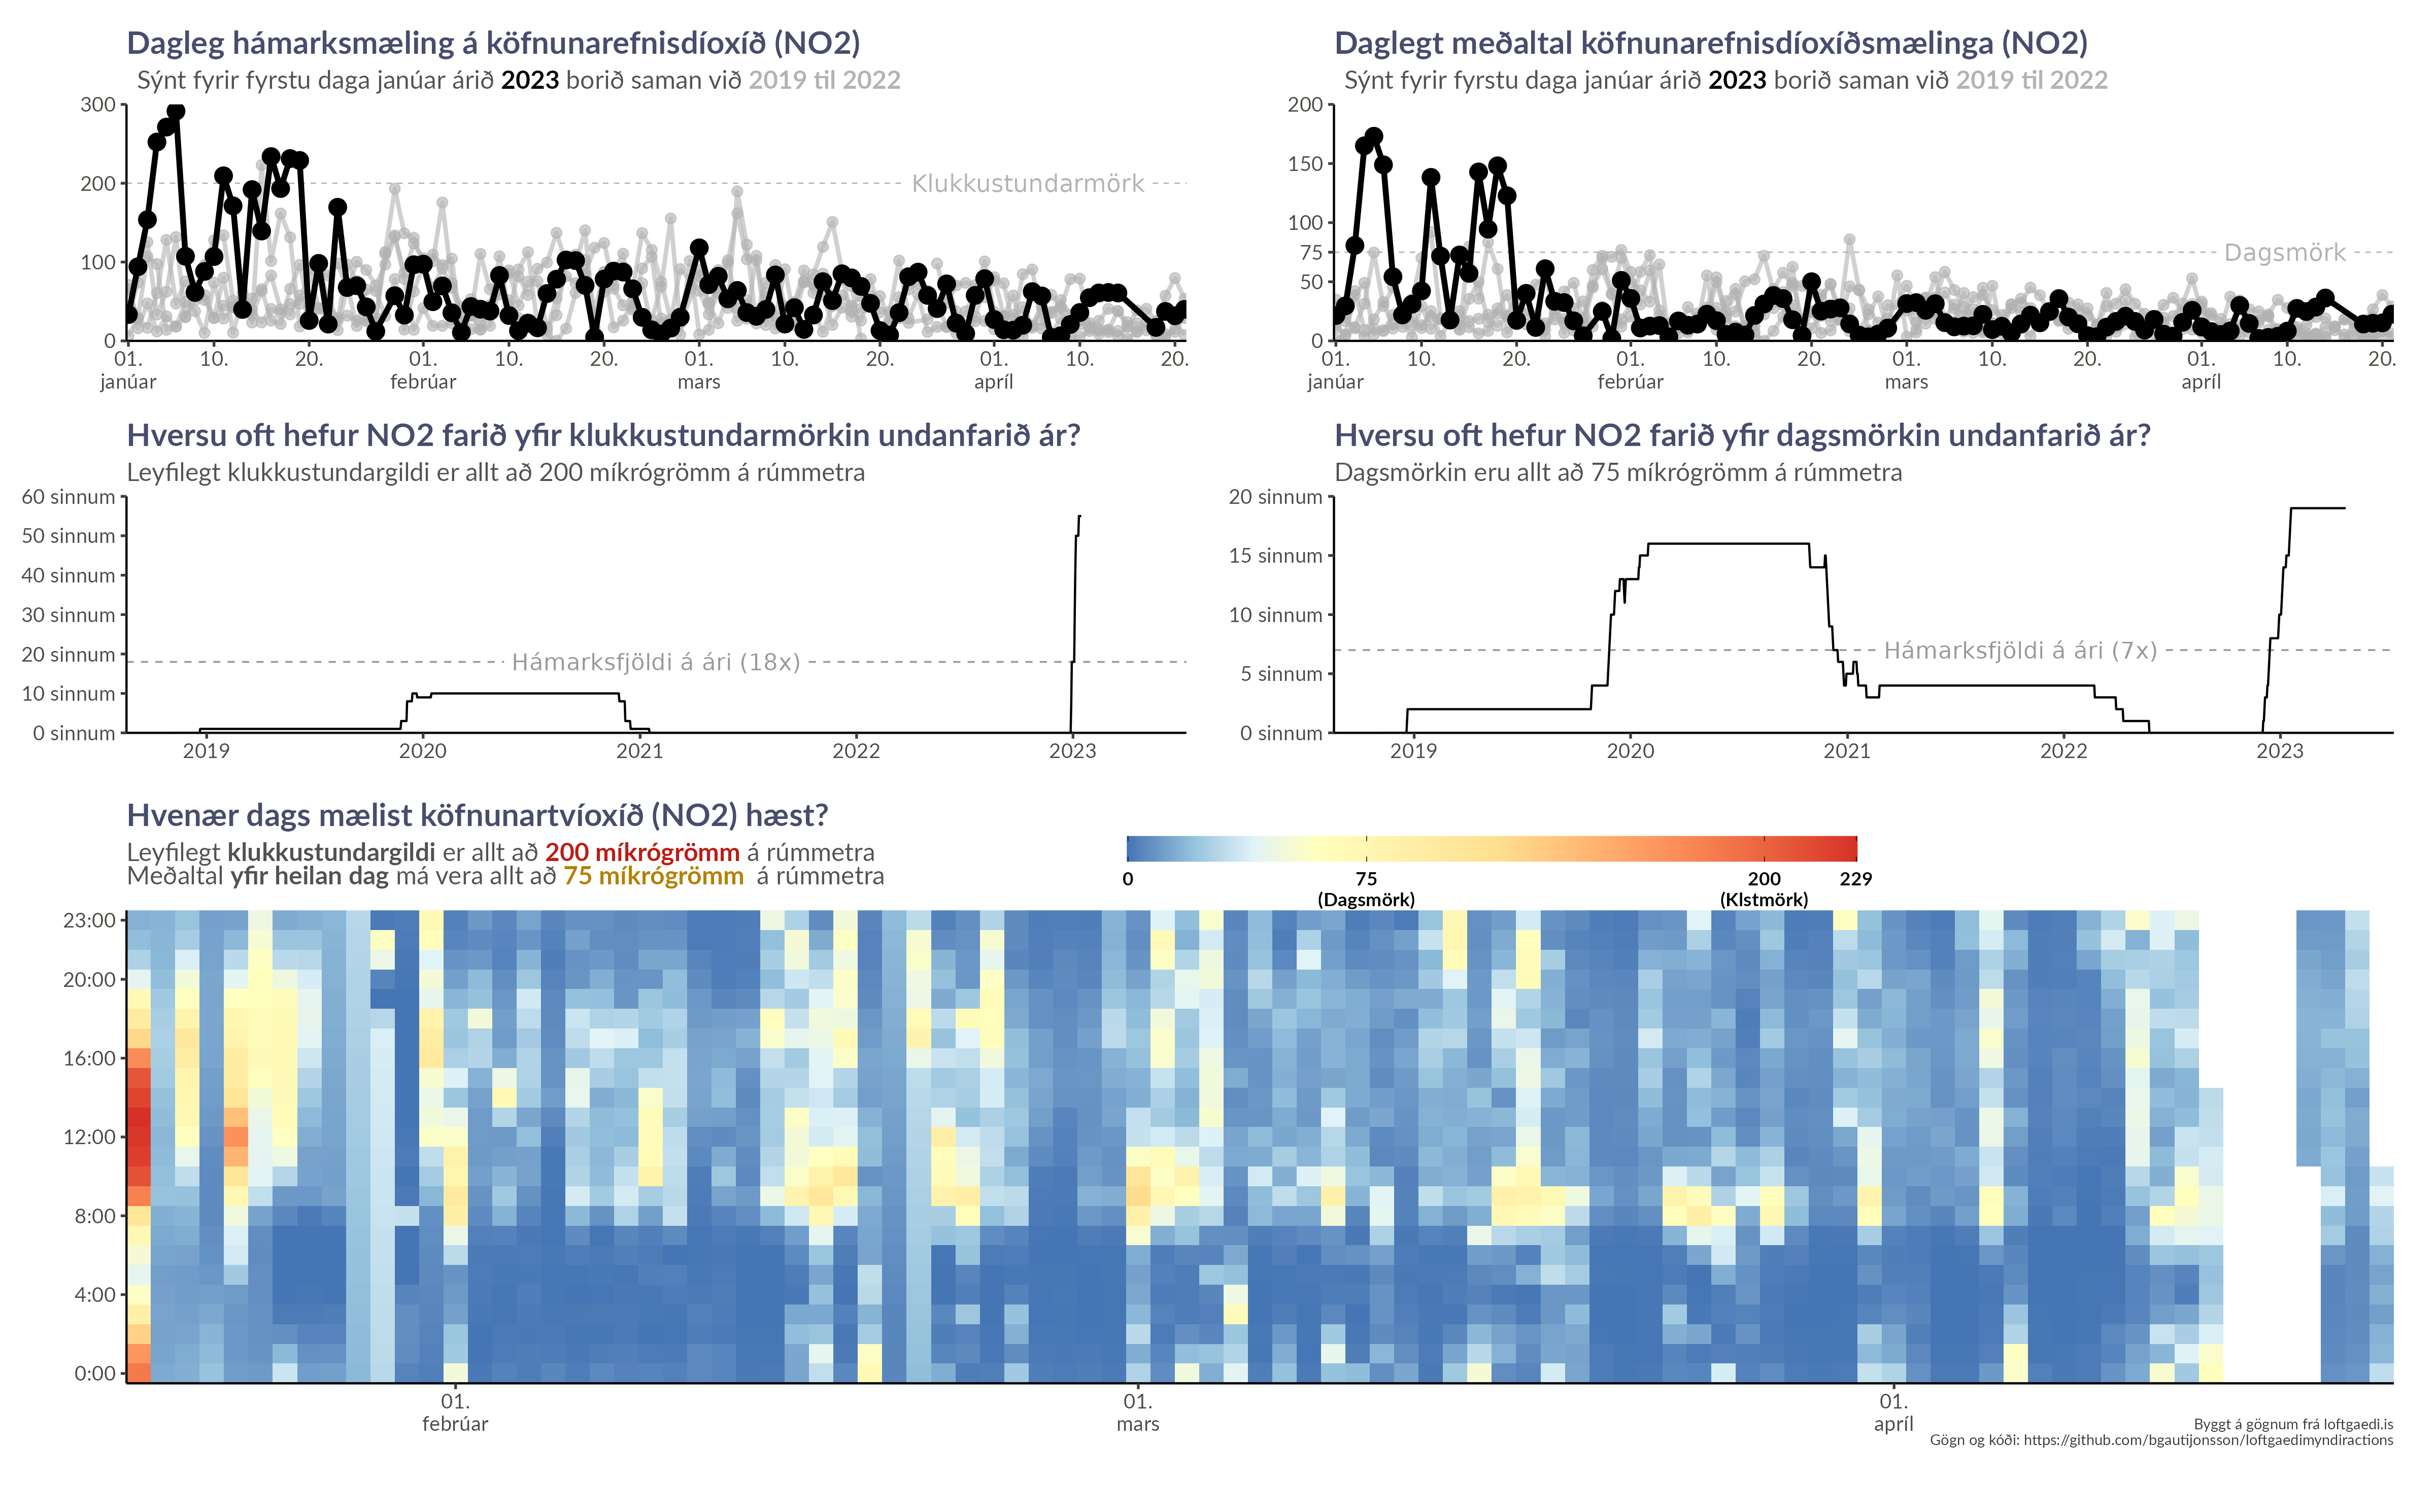 Dagleg hámarksmæling á köfnunarefnisdíoxíð (NO2)
Sýnt fyrir fyrstu daga janúar árið 2023 borið saman við 2019 til 2022
300
200
100
0
Klukkustundarmörk
01. 10. 20. 01. 10. 20. 01. 10. 20. 01. 10. 20.
janúar febrúar mars apríl
Daglegt meðaltal köfnunarefnisdíoxíðsmælinga (NO2)
Sýnt fyrir fyrstu daga janúar árið 2023 borið saman við 2019 til 2022
200
150
100
75
50
0
Dagsmörk
01. 10. 20. 01. 10. 20. 01. 10. 20. 01. 10. 20.
janúar febrúar mars apríl
Hversu oft hefur NO2 farið yfir klukkustundarmörkin undanfarið ár?
Leyfilegt klukkustundargildi er allt að 200 míkrógrömm á rúmmetra
60 sinnum
50 sinnum
40 sinnum
30 sinnum
20 sinnum
10 sinnum
0 sinnum
Hámarksfjöldi á ári (18x)
2019 2020 2021 2022 2023
Hversu oft hefur NO2 farið yfir dagsmörkin undanfarið ár?
Dagsmörkin eru allt að 75 míkrógrömm á rúmmetra
20 sinnum
15 sinnum
10 sinnum
5 sinnum
0 sinnum
Hámarksfjöldi á ári (7x)
2019 2020 2021 2022 2023
Hvenær dags mælist köfnunartvíoxíð (NO2) hæst?
Leyfilegt klukkustundargildi er allt að 200 míkrógrömm á rúmmetra
Meðaltal yfir heilan dag má vera allt að 75 míkrógrömm á rúmmetra
0 75 200 229
(Dagsmörk) (Klstmörk)
23:00
20:00
16:00
12:00
8:00
4:00
0:00
01. 01. 01.
febrúar mars apríl
Byggt á gögnum frá loftgaedi.is
Gögn og kóði: https://github.com/bgautijonsson/loftgaedimyndiractions